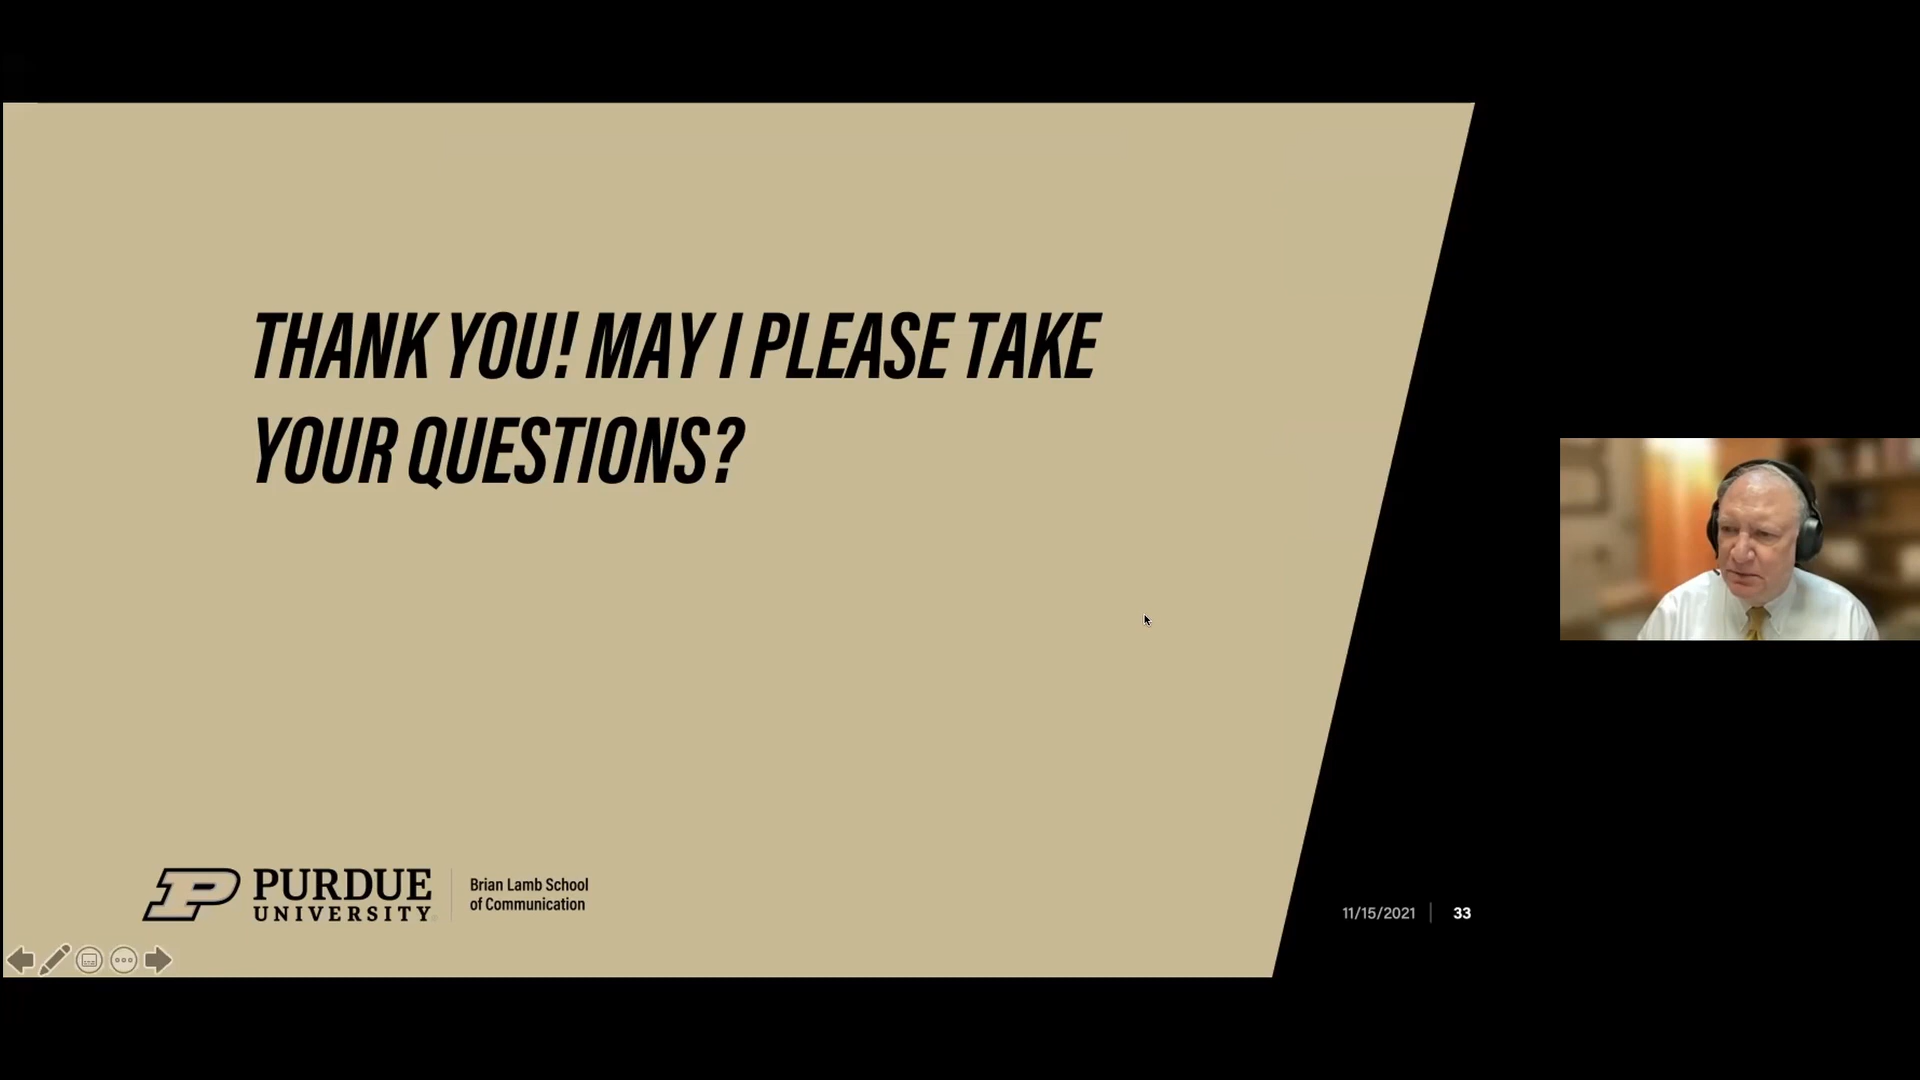 THANK YOU! MAY I PLEASE TAKE
YOUR QUESTIONS?
P
PURDUE
UNIVERSITY
Brian Lamb School
of Communication
11/15/2021
33